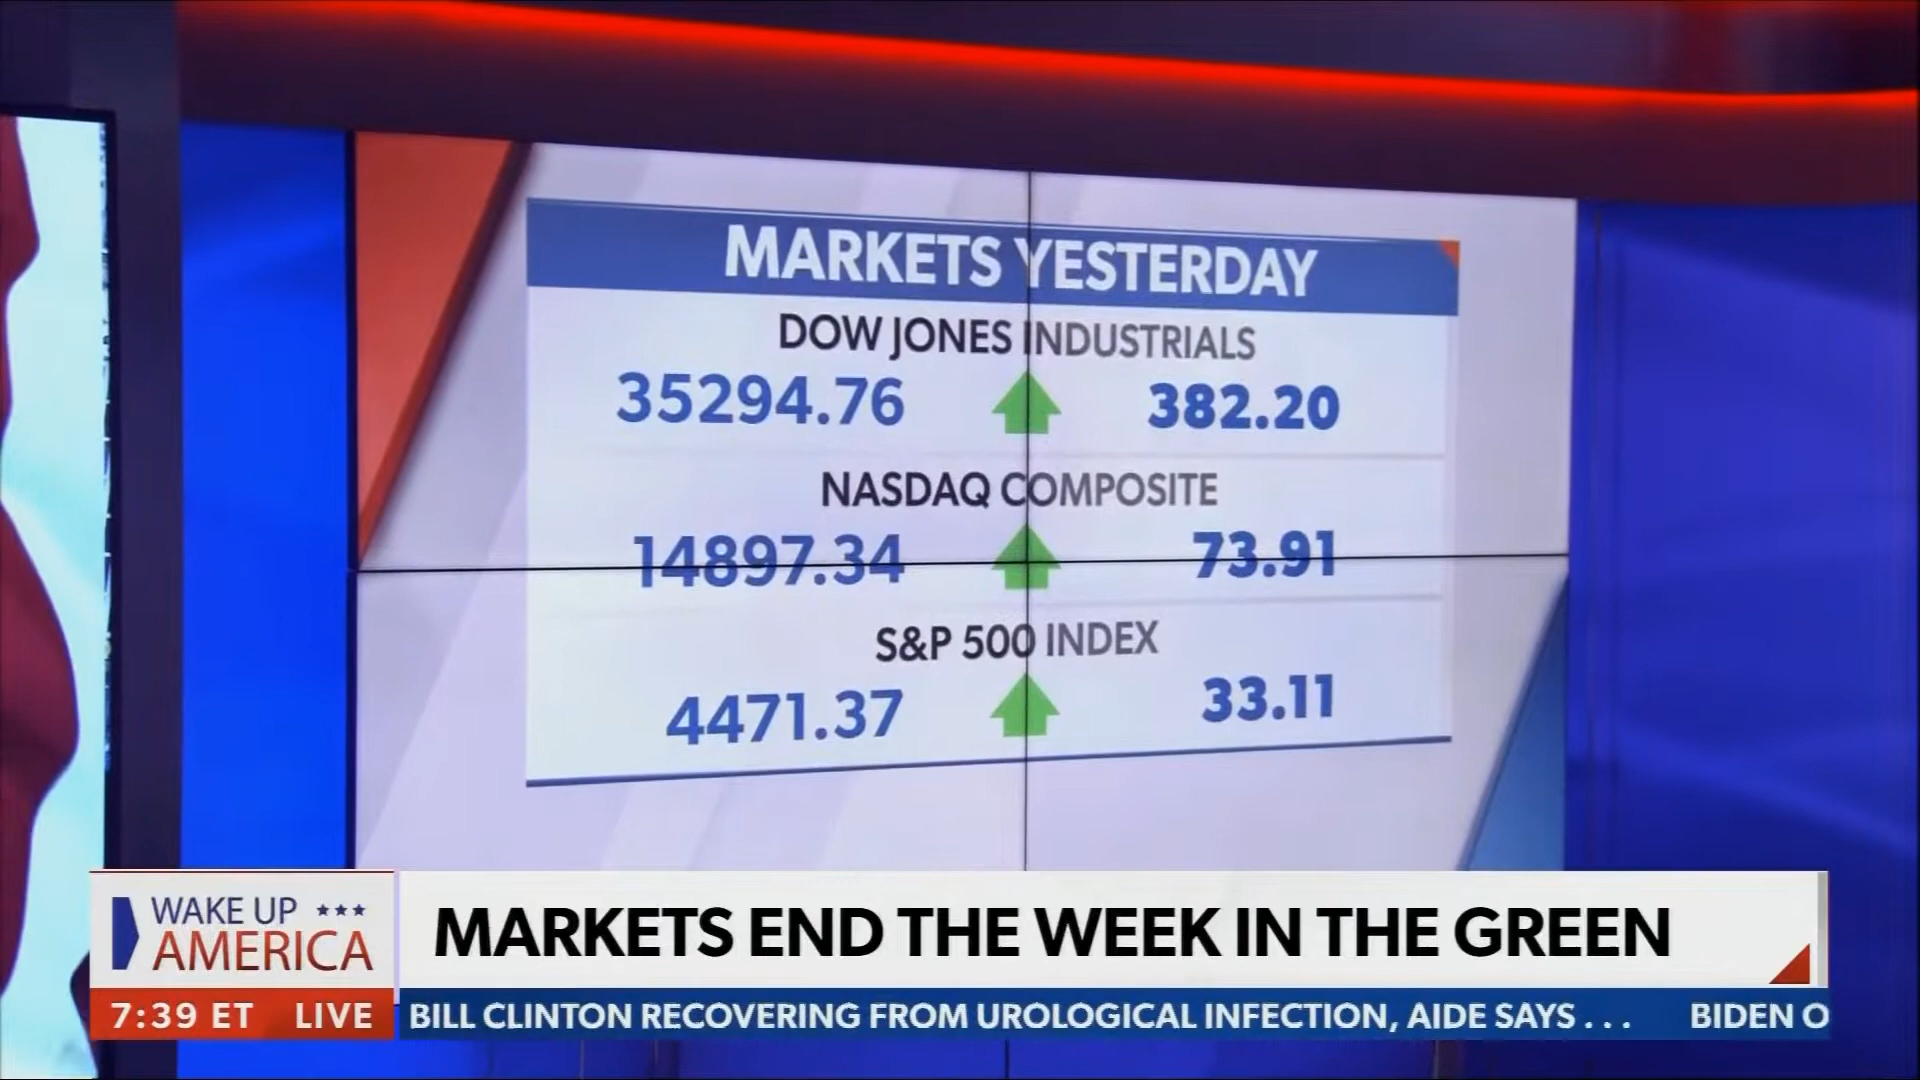 MARKETS YESTERDAY
DOW JONES INDUSTRIALS
35294.76 382.20
NASDAQ COMPOSITE
14897.34 73.91
S&P 500 INDEX
4471.37 33.11
WAKE UP
AMERICA
MARKETS END THE WEEK IN THE GREEN
7:39 ET LIVE
BILL CLINTON RECOVERING FROM UROLOGICAL INFECTION, AIDE SAYS . . . BIDEN O